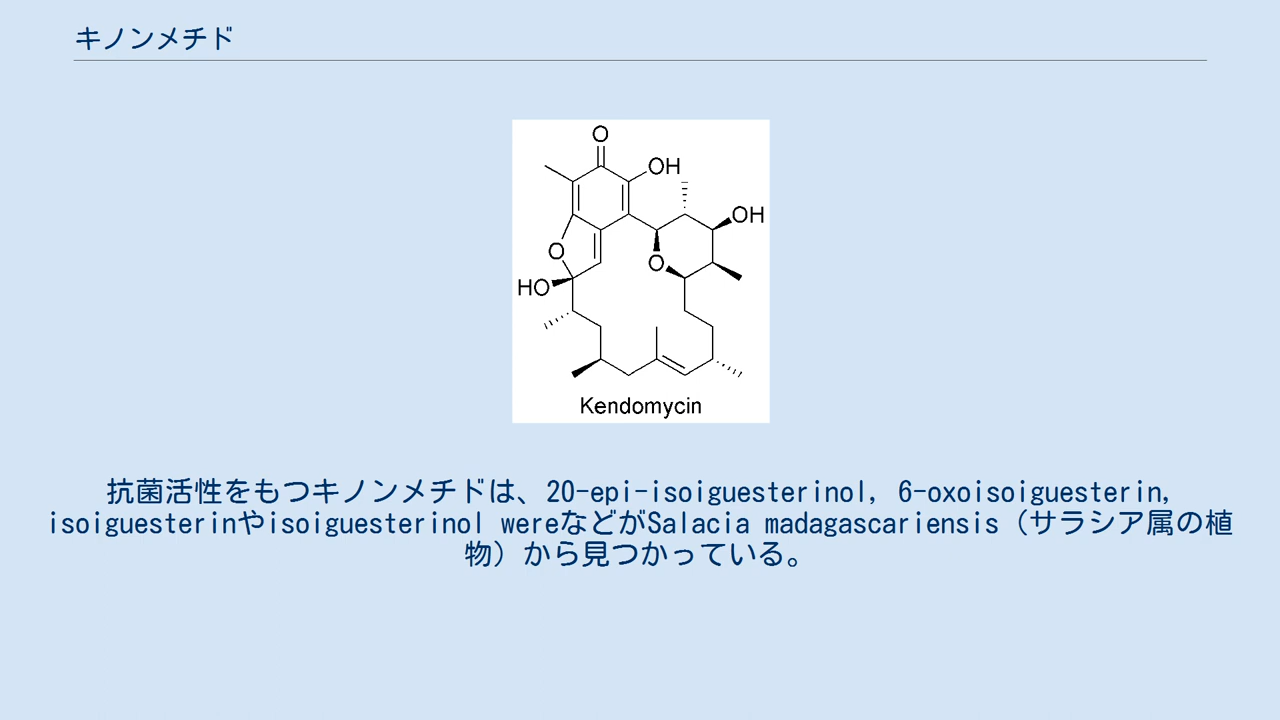 キノンメチド
O
OH
OH
O
O
HO
Kendomycin
抗菌活性をもつキノンメチドは、20-epi-isoiguesterinol, 6-oxoisoiguesterin,
isoiguesterinやisoiguesterinol wereなどがSalacia madagascariensis（サラシア属の植
物）から見つかっている。